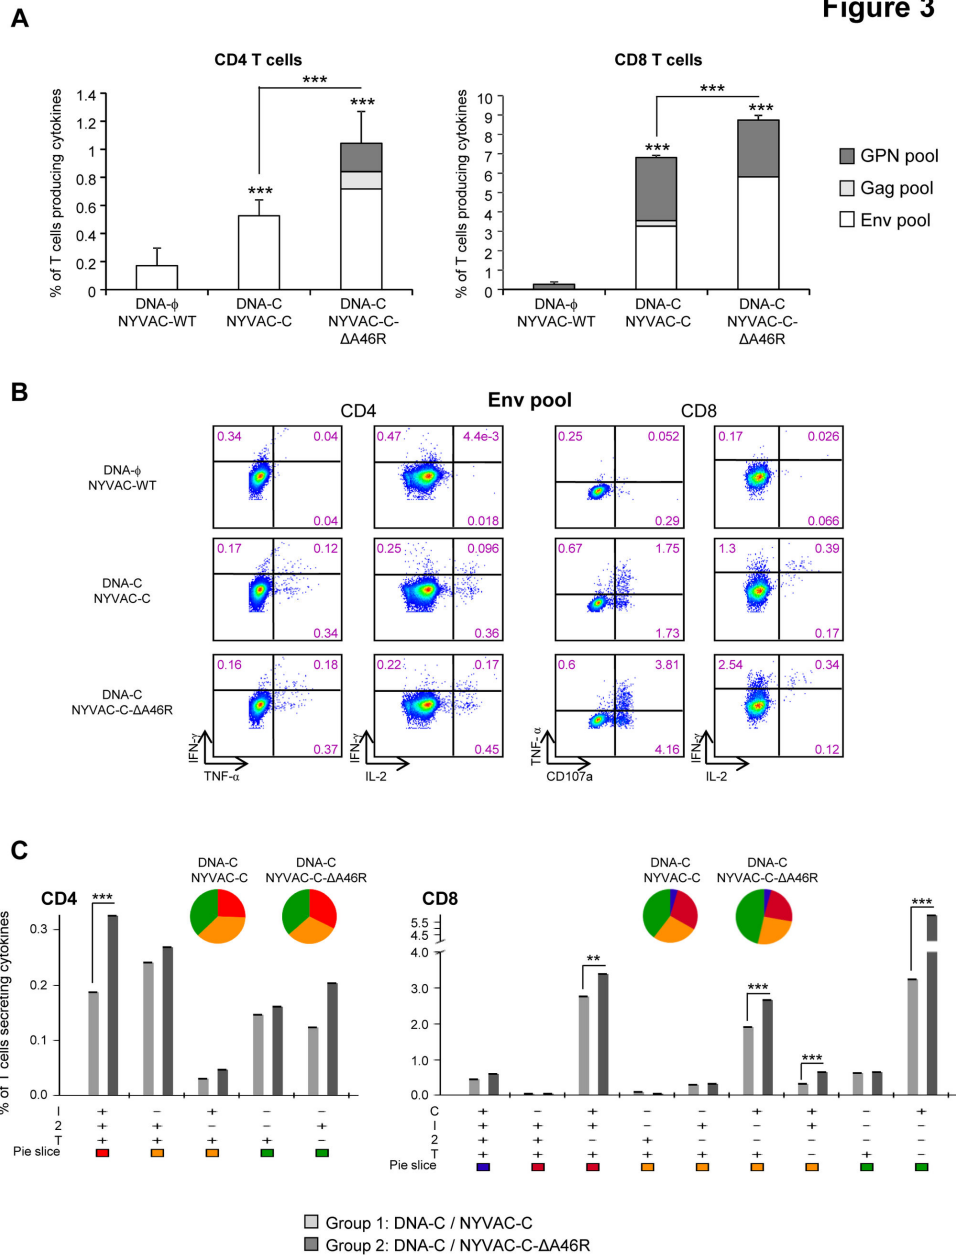 Figure 3
A
CD4 T cells
% of T cells producing cytokines
1.4
1.2
1
0.8
0.6
0.4
0.2
0
***
***
***
DNA-ϕ
NYVAC-WT
DNA-C
NYVAC-C
DNA-C
NYVAC-C-
ΔA46R
CD8 T cells
% of T cells producing cytokines
10
9
8
7
6
5
4
3
2
1
0
***
***
***
DNA-ϕ
NYVAC-WT
DNA-C
NYVAC-C
DNA-C
NYVAC-C-
ΔA46R
GPN pool
Gag pool
Env pool
B
Env pool
CD4
CD8
DNA-ϕ
NYVAC-WT
0.34 0.04
0.04
0.47 4.4e-3
0.018
0.25 0.052
0.29
0.17 0.026
0.066
DNA-C
NYVAC-C
0.17 0.12
0.34
0.25 0.096
0.36
0.67 1.75
1.73
1.3 0.39
0.17
DNA-C
NYVAC-C-ΔA46R
0.16 0.18
0.37
0.22 0.17
0.45
0.6 3.81
4.16
2.54 0.34
0.12
IFN-γ
TNF-α
IFN-γ
IL-2
TNF-α
CD107a
IFN-γ
IL-2
C
CD4
% of T cells secreting cytokines
DNA-C
NYVAC-C
DNA-C
NYVAC-C-ΔA46R
***
0.3
0.2
0.1
0.0
I + − + − −
2 + + − − +
T + + + + −
Pie slice
CD8
DNA-C
NYVAC-C
DNA-C
NYVAC-C-ΔA46R
5.5
4.5
4.0
3.0
2.0
1.0
0.0
**
***
***
***
C + − + − − + + − +
I + + + − + − + − −
2 + + − + − − − − −
T + + + + + + − + −
Pie slice
Group 1: DNA-C / NYVAC-C
Group 2: DNA-C / NYVAC-C-ΔA46R